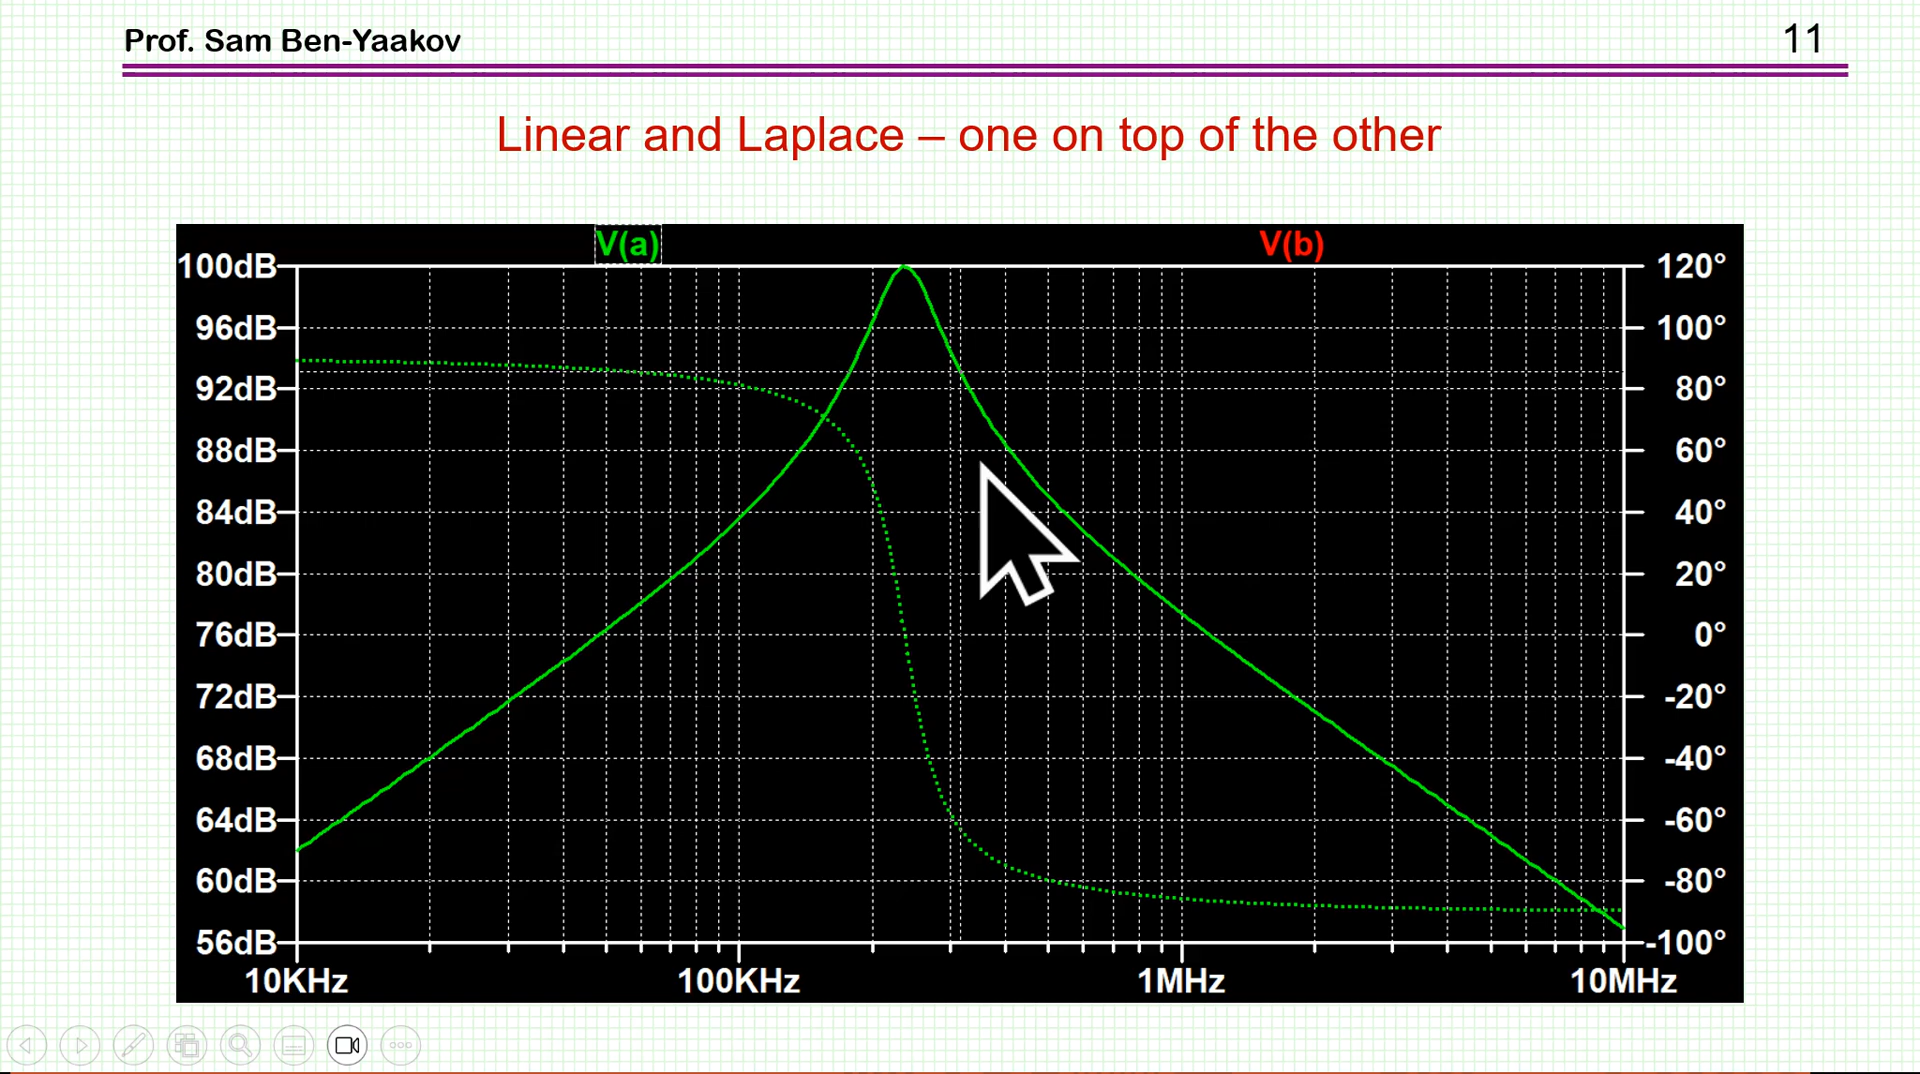 Prof. Sam Ben-Yaakov
11
Linear and Laplace – one on top of the other
V(a)
V(b)
100dB
120°
96dB
100°
92dB
80°
88dB
60°
84dB
40°
80dB
20°
76dB
0°
72dB
-20°
68dB
-40°
64dB
-60°
60dB
-80°
56dB
-100°
10KHz
100KHz
1MHz
10MHz